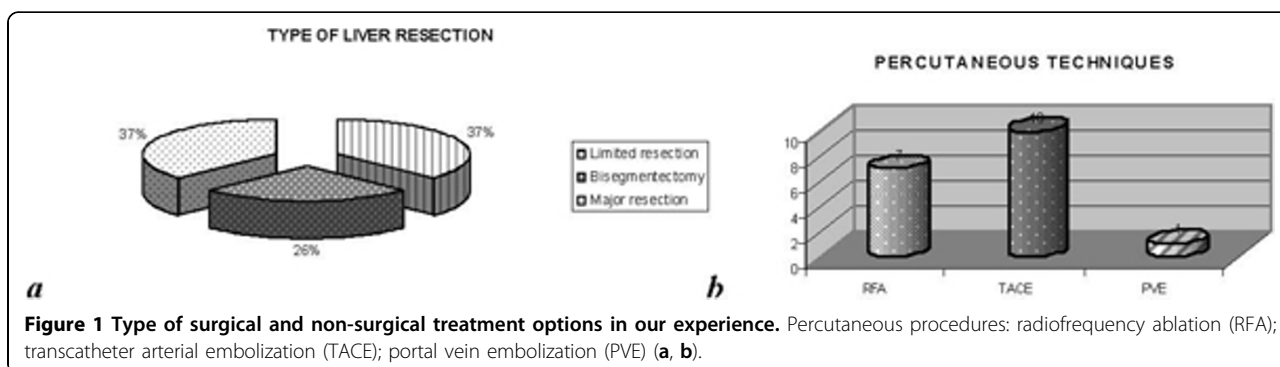 TYPE OF LIVER RESECTION
37%
37%
26%
Limited resection
Bisegmentectomy
Major resection
a
PERCUTANEOUS TECHNIQUES
10
8
6
4
2
0
7
10
1
RFA
TACE
PVE
b
Figure 1 Type of surgical and non-surgical treatment options in our experience. Percutaneous procedures: radiofrequency ablation (RFA);
transcatheter arterial embolization (TACE); portal vein embolization (PVE) (a, b).